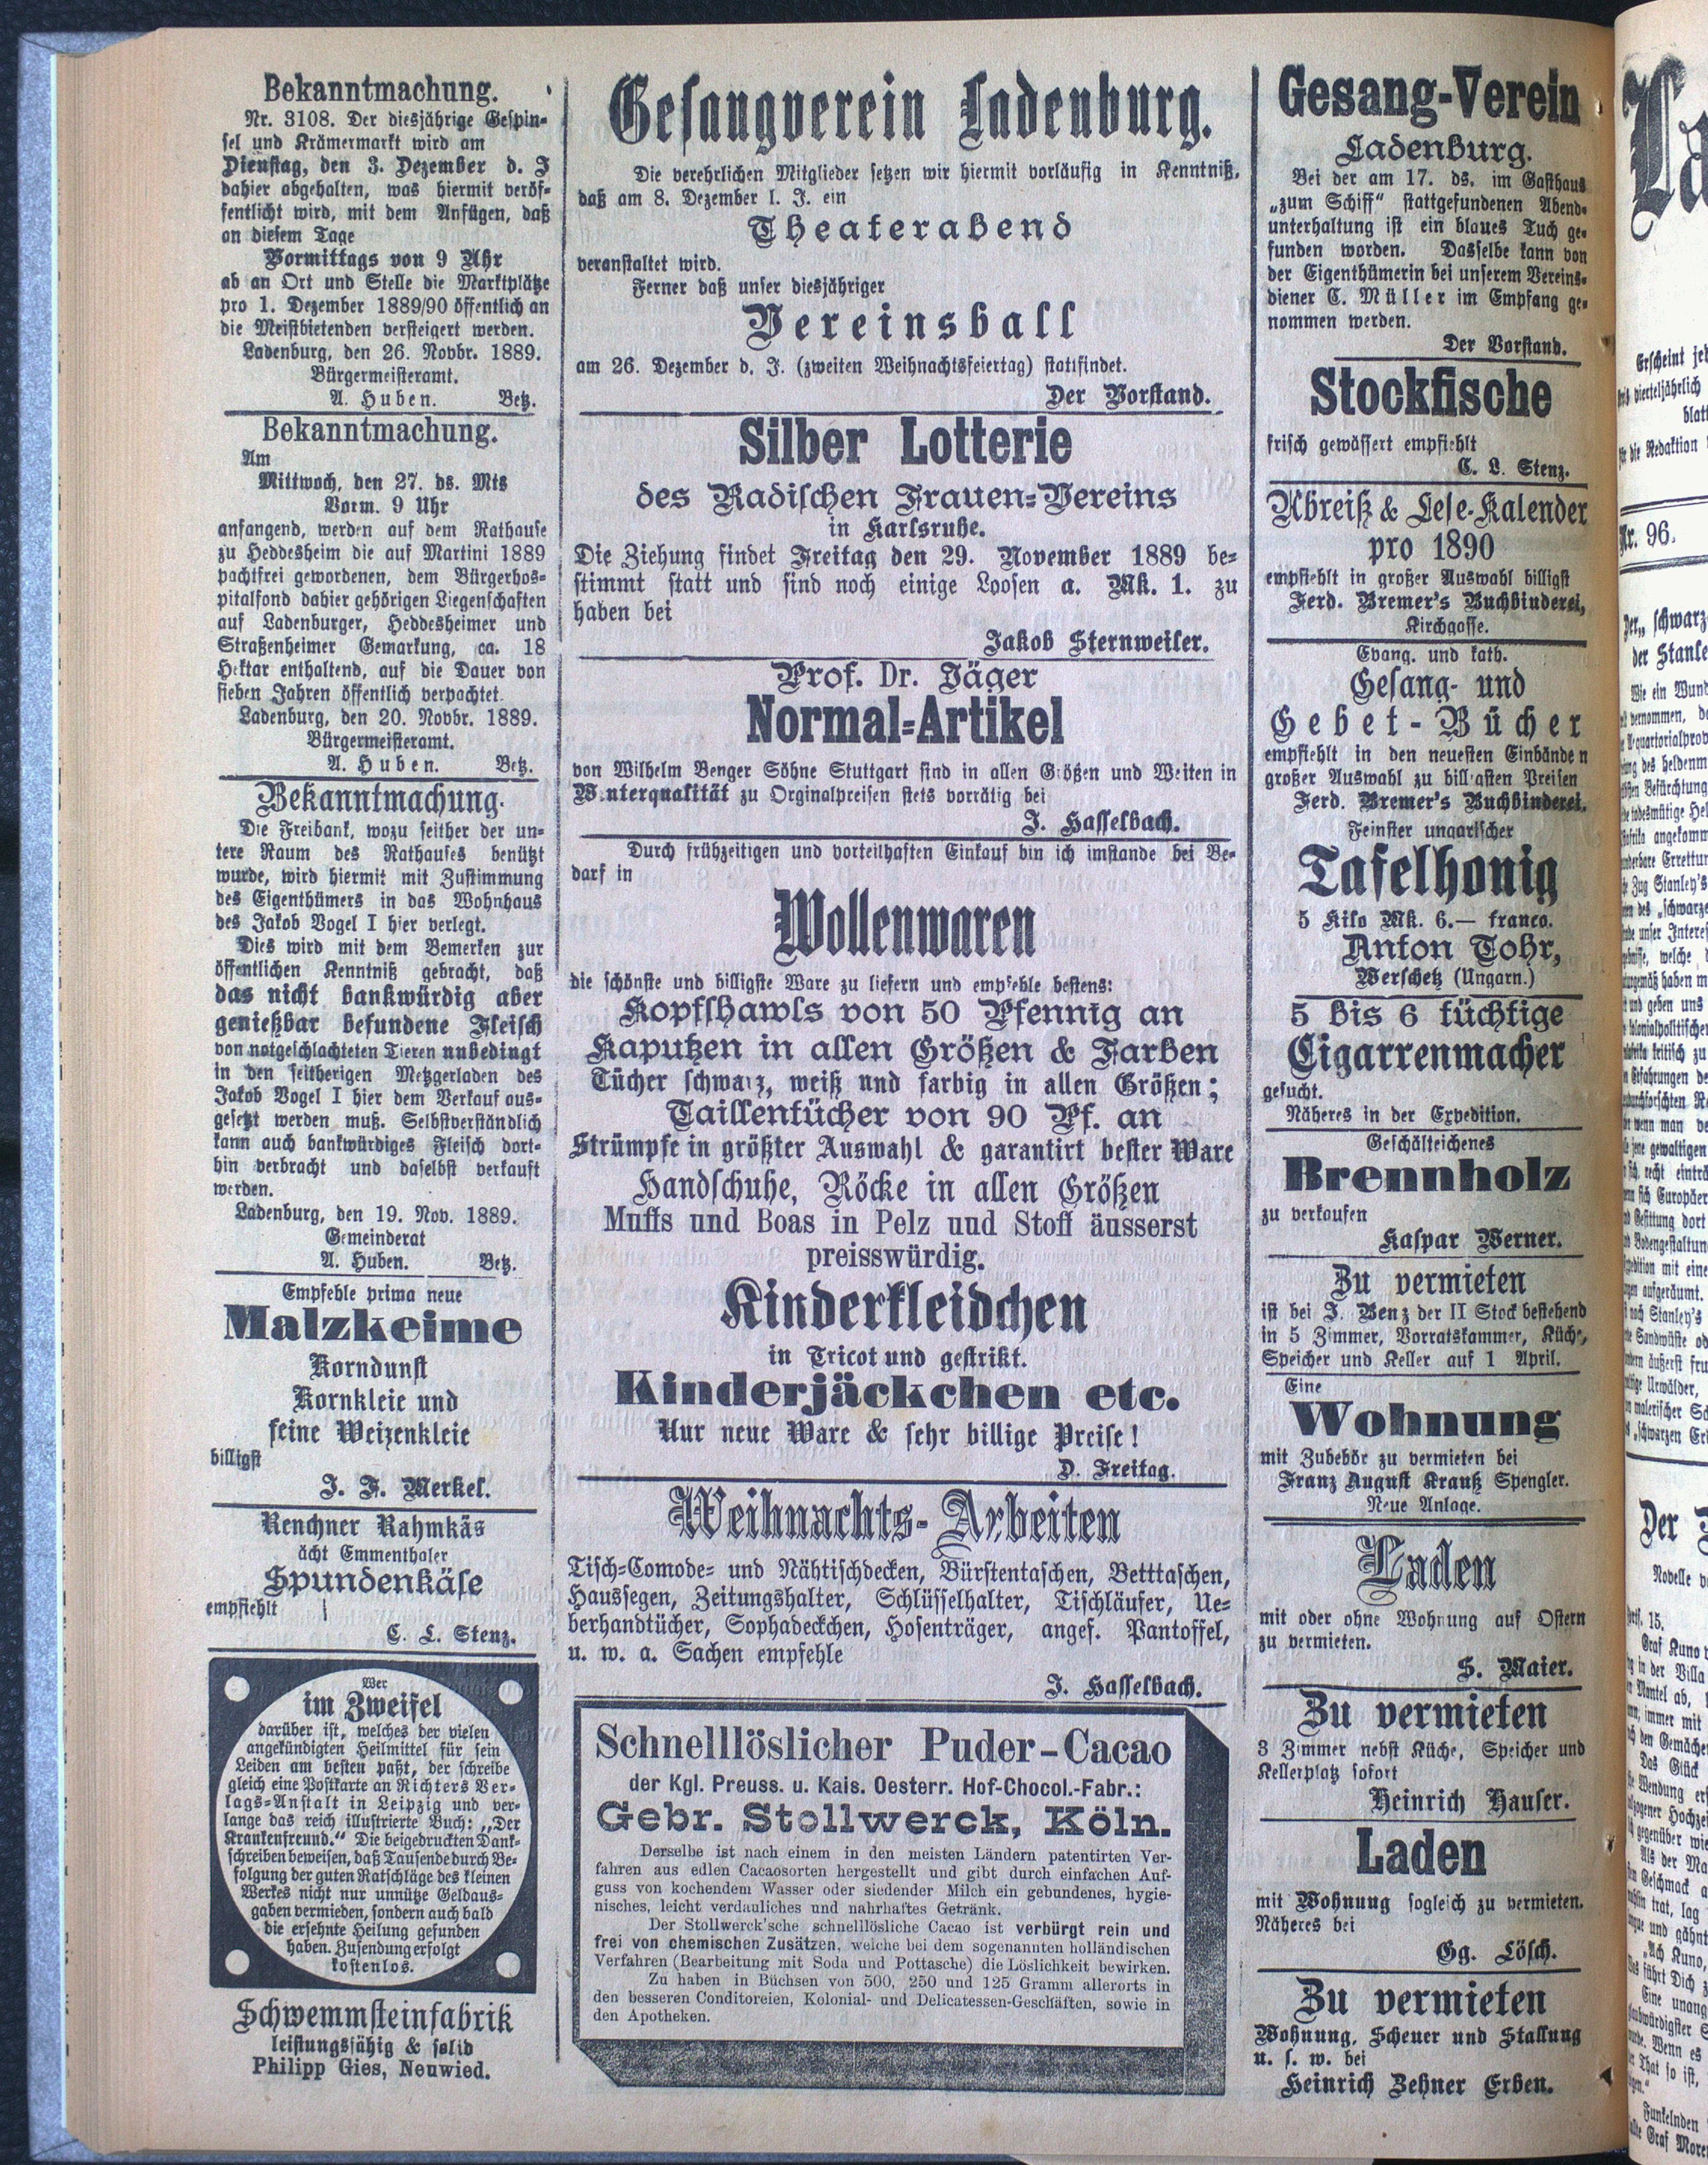 Bekanntmachung.
Nr. 3108. Der diesjährige Gespin-
sel und Krämermarkt wird am
Dienstag, den 3. Dezember d. J
dahier abgehalten, was hiermit veröf-
fentlicht wird, mit dem Anfügen, daß
an diesem Tage
Vormittags von 9 Uhr
ab an Ort und Stelle die Marktplätze
pro 1. Dezember 1889/90 öffentlich an
die Meistbietenden versteigert werden.
Ladenburg, den 26. Novbr. 1889.
Bürgermeisteramt.
A. Huben. Betz.
Bekanntmachung.
Am
Mittwoch, den 27. ds. Mts
Vorm. 9 Uhr
anfangend, werden auf dem Rathause
zu Heddesheim die auf Martini 1889
pachtfrei gewordenen, dem Bürgerhos-
pitalfond dahier gehörigen Liegenschaften
auf Ladenburger, Heddesheimer und
Straßenheimer Gemarkung, ca. 18
Hektar enthaltend, auf die Dauer von
sieben Jahren öffentlich verpachtet.
Ladenburg, den 20. Novbr. 1889.
Bürgermeisteramt.
A. Huben. Betz.
Bekanntmachung.
Die Freibank, wozu seither der un-
tere Raum des Rathauses benützt
wurde, wird hiermit mit Zustimmung
des Eigenthümers in das Wohnhaus
des Jakob Vogel I hier verlegt.
Dies wird mit dem Bemerken zur
öffentlichen Kenntniß gebracht, daß
das nicht bankwürdig aber
genießbar befundene Fleisch
von notgeschlachteten Tieren unbedingt
in den seitherigen Metzgerladen des
Jakob Vogel I hier dem Verkauf aus-
gesetzt werden muß. Selbstverständlich
kann auch bankwürdiges Fleisch dort-
hin verbracht und daselbst verkauft
werden.
Ladenburg, den 19. Nov. 1889.
Gemeinderat
A. Huben. Betz.
Empfehle prima neue
Malzkeime
Korndunst
Kornkleie und
feine Weizenkleie
billigst
J. F. Merkel.
Renchner Rahmkäs
ächt Emmenthaler
Spundenkäse
empfiehlt
C. L. Stenz.
Wer
im Zweifel
darüber ist, welches der vielen
angekündigten Heilmittel für sein
Leiden am besten paßt, der schreibe
gleich eine Postkarte an Richters Ver-
lags-Anstalt in Leipzig und ver-
lange das reich illustrierte Buch: „Der
Krankenfreund." Die beigedruckten Dank-
schreiben beweisen, daß Tausende durch Be-
folgung der guten Ratschläge des kleinen
Werkes nicht nur unnütze Geldaus-
gaben vermieden, sondern auch bald
die ersehnte Heilung gefunden
haben. Zusendung erfolgt
kostenlos.
Schwemmsteinfabrik
leistungsfähig & solid
Philipp Gies, Neuwied.
Gesangverein Ladenburg.
Die verehrlichen Mitglieder setzen wir hiermit vorläufig in Kenntniß,
daß am 8. Dezember l. J. ein
Theaterabend
veranstaltet wird.
Ferner daß unser diesjähriger
Vereinsball
am 26. Dezember d. J. (zweiten Weihnachtsfeiertag) stattfindet.
Der Vorstand.
Silber Lotterie
des Badischen Frauen-Vereins
in Karlsruhe.
Die Ziehung findet Freitag den 29. November 1889 be-
stimmt statt und sind noch einige Loosen a. Mk. 1. zu
haben bei
Jakob Sternweiler.
Prof. Dr. Jäger
Normal-Artikel
von Wilhelm Benger Söhne Stuttgart sind in allen Größen und Weiten in
Winterqualität zu Orginalpreisen stets vorrätig bei
J. Hasselbach.
Durch frühzeitigen und vorteilhaften Einkauf bin ich imstande bei Be-
darf in
Wollenwaren
die schönste und billigste Ware zu liefern und empfehle bestens:
Kopfshawls von 50 Pfennig an
Kaputzen in allen Größen & Farben
Tücher schwarz, weiß und farbig in allen Größen;
Taillentücher von 90 Pf. an
Strümpfe in größter Auswahl & garantirt bester Ware
Handschuhe, Röcke in allen Größen
Muffs und Boas in Pelz und Stoff äusserst
preisswürdig.
Kinderkleidchen
in Tricot und gestrikt.
Kinderjäckchen etc.
Nur neue Ware & sehr billige Preise!
D. Freitag.
Weihnachts-Arbeiten
Tisch-Comode- und Nähtischdecken, Bürstentaschen, Betttaschen,
Haussegen, Zeitungshalter, Schlüsselhalter, Tischläufer, Ue-
berhandtücher, Sophadeckchen, Hosenträger, angef. Pantoffel,
u. w. a. Sachen empfehle
J. Hasselbach.
Schnelllöslicher Puder-Cacao
der Kgl. Preuss. u. Kais. Oesterr. Hof-Chocol.-Fabr.:
Gebr. Stollwerck, Köln.
Derselbe ist nach einem in den meisten Ländern patentirten Ver-
fahren aus edlen Cacaosorten hergestellt und gibt durch einfachen Auf-
guss von kochendem Wasser oder siedender Milch ein gebundenes, hygie-
nisches, leicht verdauliches und nahrhaftes Getränk.
Der Stollwerck'sche schnelllösliche Cacao ist verbürgt rein und
frei von chemischen Zusätzen, welche bei dem sogenannten holländischen
Verfahren (Bearbeitung mit Soda und Pottasche) die Löslichkeit bewirken.
Zu haben in Büchsen von 500, 250 und 125 Gramm allerorts in
den besseren Conditoreien, Kolonial- und Delicatessen-Geschäften, sowie in
den Apotheken.
Gesang-Verein
Ladenburg.
Bei der am 17. ds. im Gasthaus
„zum Schiff" stattgefundenen Abend-
unterhaltung ist ein blaues Tuch ge-
funden worden. Dasselbe kann von
der Eigenthümerin bei unserem Vereins-
diener C. Müller im Empfang ge-
nommen werden.
Der Vorstand.
Stockfische
frisch gewässert empfiehlt
C. L. Stenz.
Abreiß & Lese-Kalender
pro 1890
empfiehlt in großer Auswahl billigst
Ferd. Bremer's Buchbinderei,
Kirchgasse.
Evang. und kath.
Gesang- und
Gebet-Bücher
empfiehlt in den neuesten Einbänden
großer Auswahl zu billigsten Preisen
Ferd. Bremer's Buchbinderei.
Feinster ungarischer
Tafelhonig
5 Kilo Mk. 6.— franco.
Anton Tohr,
Werschetz (Ungarn.)
5 bis 6 tüchtige
Cigarrenmacher
gesucht.
Näheres in der Expedition.
Geschälteichenes
Brennholz
zu verkaufen
Kaspar Werner.
Zu vermieten
ist bei J. Benz der II Stock bestehend
in 5 Zimmer, Vorratskammer, Küche,
Speicher und Keller auf 1 April.
Eine
Wohnung
mit Zubehör zu vermieten bei
Franz August Krautz Spengler.
Neue Anlage.
Laden
mit oder ohne Wohnung auf Ostern
zu vermieten.
S. Maier.
Zu vermieten
3 Zimmer nebst Küche, Speicher und
Kellerplatz sofort
Heinrich Hauser.
Laden
mit Wohnung sogleich zu vermieten.
Näheres bei
Gg. Lösch.
Zu vermieten
Wohnung, Scheuer und Stallung
u. s. w. bei
Heinrich Zehner Erben.
Nr. 96.